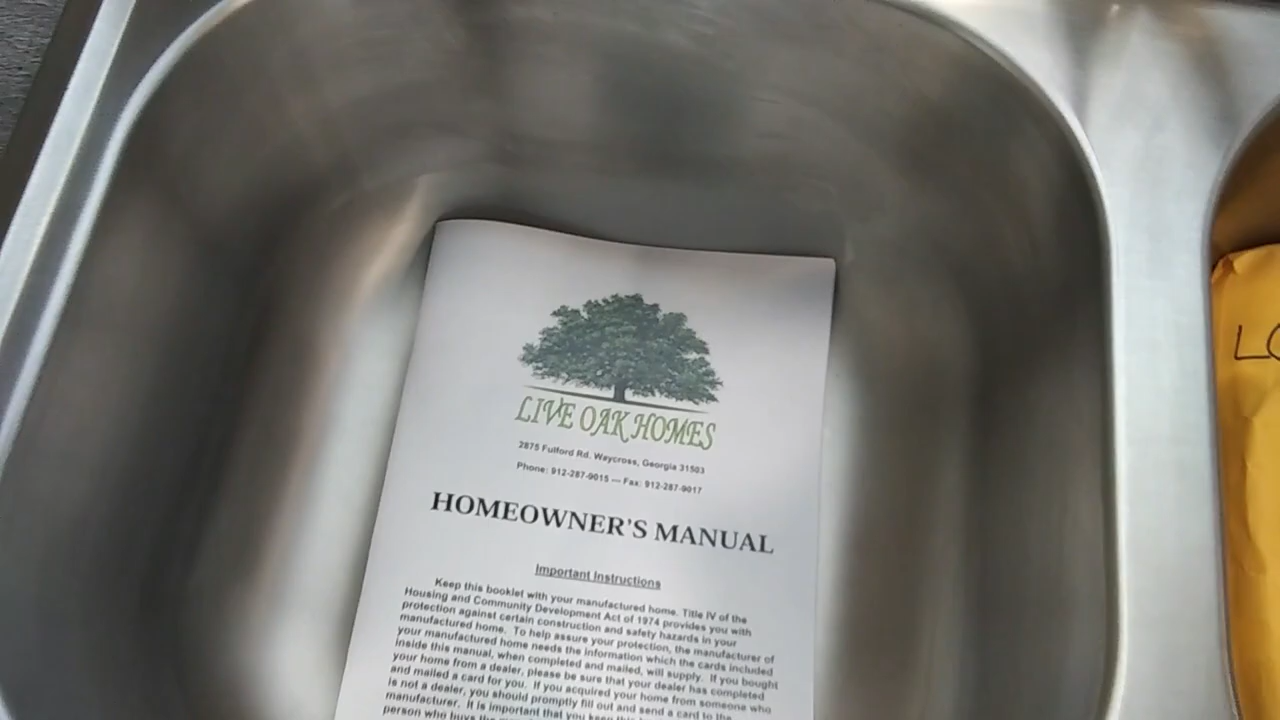 LIVE OAK HOMES
2875 Fulford Rd. Waycross, Georgia 31503
Phone: 912-287-9015 — Fax: 912-287-9017
HOMEOWNER'S MANUAL
Important Instructions
Keep this booklet with your manufactured home. Title IV of the
Housing and Community Development Act of 1974 provides you with
protection against certain construction and safety hazards in your
manufactured home. To help assure your protection, the manufacturer of
your manufactured home needs the information which the cards included
inside this manual, when completed and mailed, will supply. If you bought
your home from a dealer, please be sure that your dealer has completed
and mailed a card for you. If you acquired your home from someone who
is not a dealer, you should promptly fill out and send a card to the
manufacturer. It is important that you keep this
person who buys the
LO